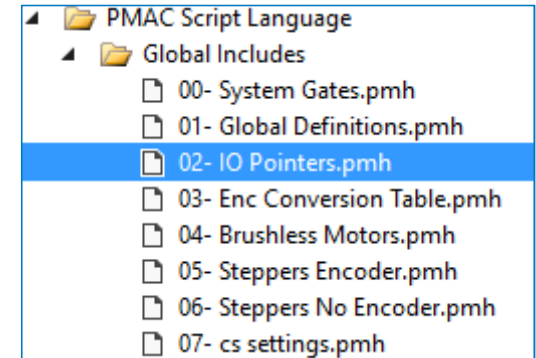 PMAC Script Language
Global Includes
00- System Gates.pmh
01- Global Definitions.pmh
02- IO Pointers.pmh
03- Enc Conversion Table.pmh
04- Brushless Motors.pmh
05- Steppers Encoder.pmh
06- Steppers No Encoder.pmh
07- cs settings.pmh